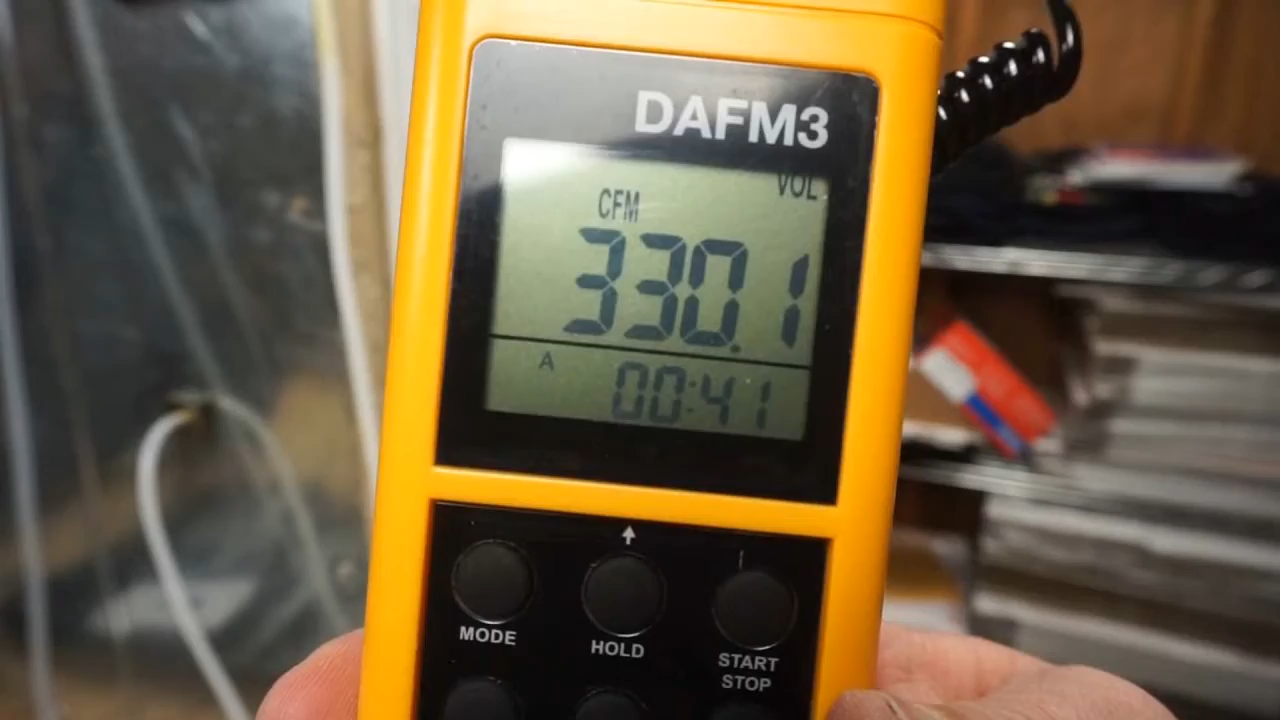 DAFM3
VOL
CFM
330.1
A 00:41
MODE HOLD START STOP